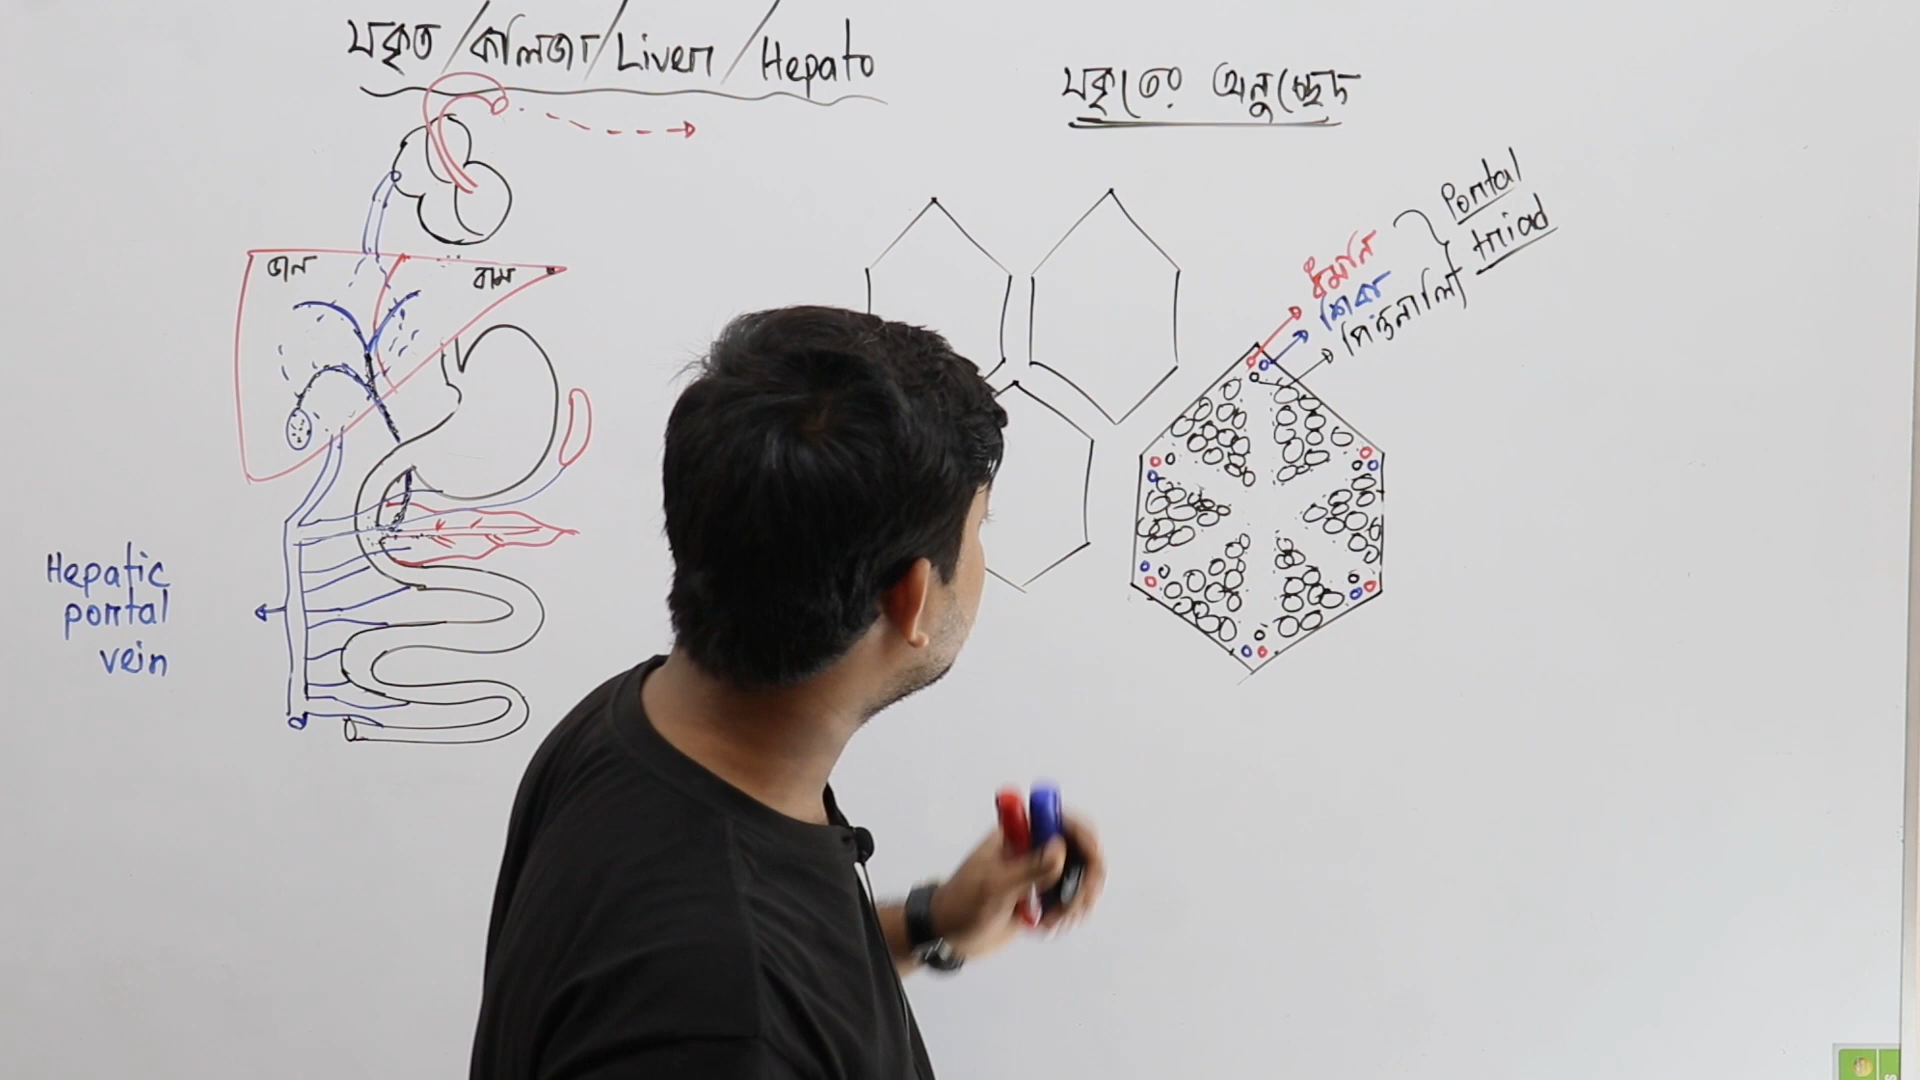 যকৃত / কলিজা / Liver / Hepato
যকৃতের অনুচ্ছেদ
ডান
বাম
Portal
triad
ধমনি
শিরা
পিত্তনালি
Hepatic
portal
vein